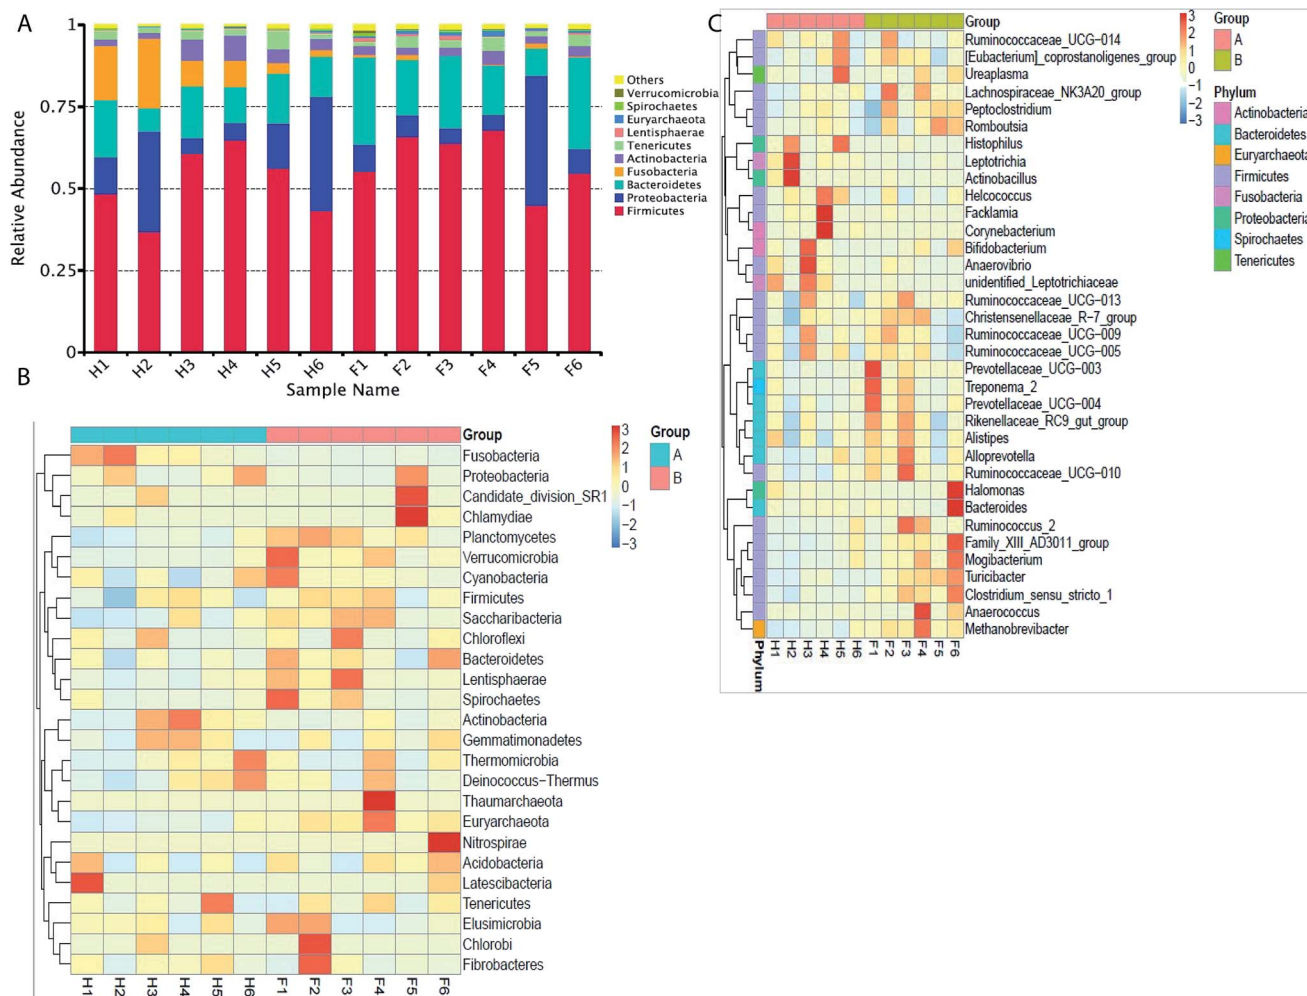 A
1
0.75
0.5
0.25
0
Relative Abundance
H1 H2 H3 H4 H5 H6 F1 F2 F3 F4 F5 F6
Sample Name
Others
Verrucomicrobia
Spirochaetes
Euryarchaeota
Lentisphaerae
Tenericutes
Actinobacteria
Fusobacteria
Bacteroidetes
Proteobacteria
Firmicutes
B
Group
Fusobacteria
Proteobacteria
Candidate_division_SR1
Chlamydiae
Planctomycetes
Verrucomicrobia
Cyanobacteria
Firmicutes
Saccharibacteria
Chloroflexi
Bacteroidetes
Lentisphaerae
Spirochaetes
Actinobacteria
Gemmatimonadetes
Thermomicrobia
Deinococcus−Thermus
Thaumarchaeota
Euryarchaeota
Nitrospirae
Acidobacteria
Latescibacteria
Tenericutes
Elusimicrobia
Chlorobi
Fibrobacteres
H1 H2 H3 H4 H5 H6 F1 F2 F3 F4 F5 F6
3
2
1
0
−1
−2
−3
Group
A
B
C
Group
Ruminococcaceae_UCG−014
[Eubacterium]_coprostanoligenes_group
Ureaplasma
Lachnospiraceae_NK3A20_group
Peptoclostridium
Romboutsia
Histophilus
Leptotrichia
Actinobacillus
Helcococcus
Facklamia
Corynebacterium
Bifidobacterium
Anaerovibrio
unidentified_Leptotrichiaceae
Ruminococcaceae_UCG−013
Christensenellaceae_R−7_group
Ruminococcaceae_UCG−009
Ruminococcaceae_UCG−005
Prevotellaceae_UCG−003
Treponema_2
Prevotellaceae_UCG−004
Rikenellaceae_RC9_gut_group
Alistipes
Alloprevotella
Ruminococcaceae_UCG−010
Halomonas
Bacteroides
Ruminococcus_2
Family_XIII_AD3011_group
Mogibacterium
Turicibacter
Clostridium_sensu_stricto_1
Anaerococcus
Methanobrevibacter
Phylum H1 H2 H3 H4 H5 H6 F1 F2 F3 F4 F5 F6
3
2
1
0
−1
−2
−3
Group
A
B
Phylum
Actinobacteria
Bacteroidetes
Euryarchaeota
Firmicutes
Fusobacteria
Proteobacteria
Spirochaetes
Tenericutes